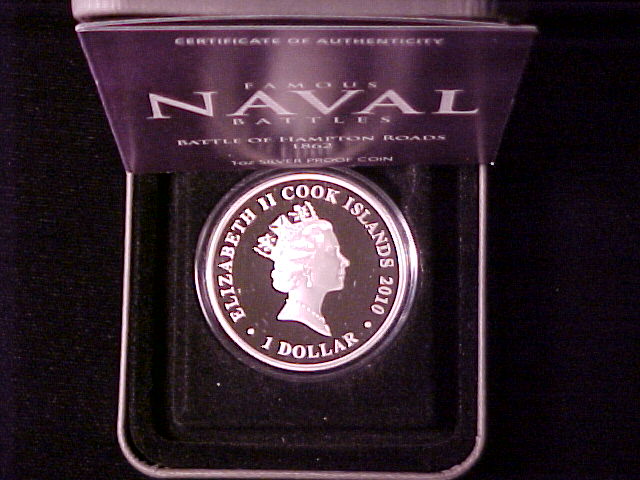 CERTIFICATE OF AUTHENTICITY
FAMOUS
NAVAL
BATTLES
BATTLE OF HAMPTON ROADS
1862
1OZ SILVER PROOF COIN
ELIZABETH II COOK ISLANDS 2010
• 1 DOLLAR •